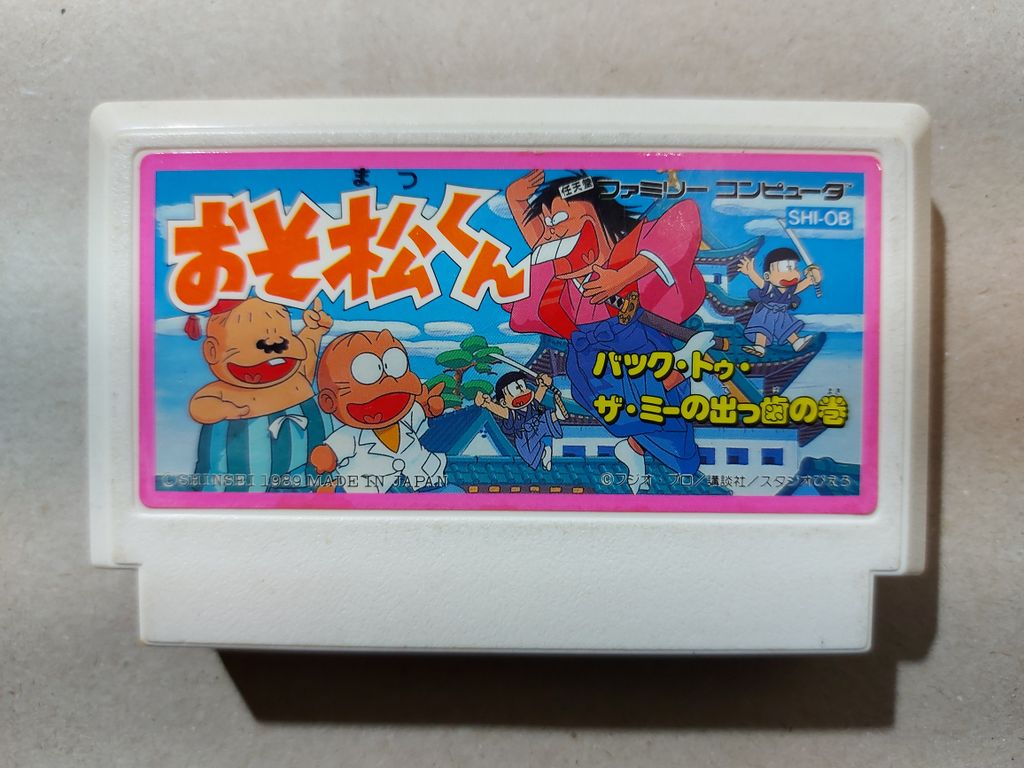 まつ
おそ松くん
任天堂 ファミリー コンピュータ™
SHI-OB
バック・トゥ・
ザ・ミーの出っ歯の巻
© SHINSEI 1989 MADE IN JAPAN
©フジオ・プロ/講談社/スタジオぴえろ